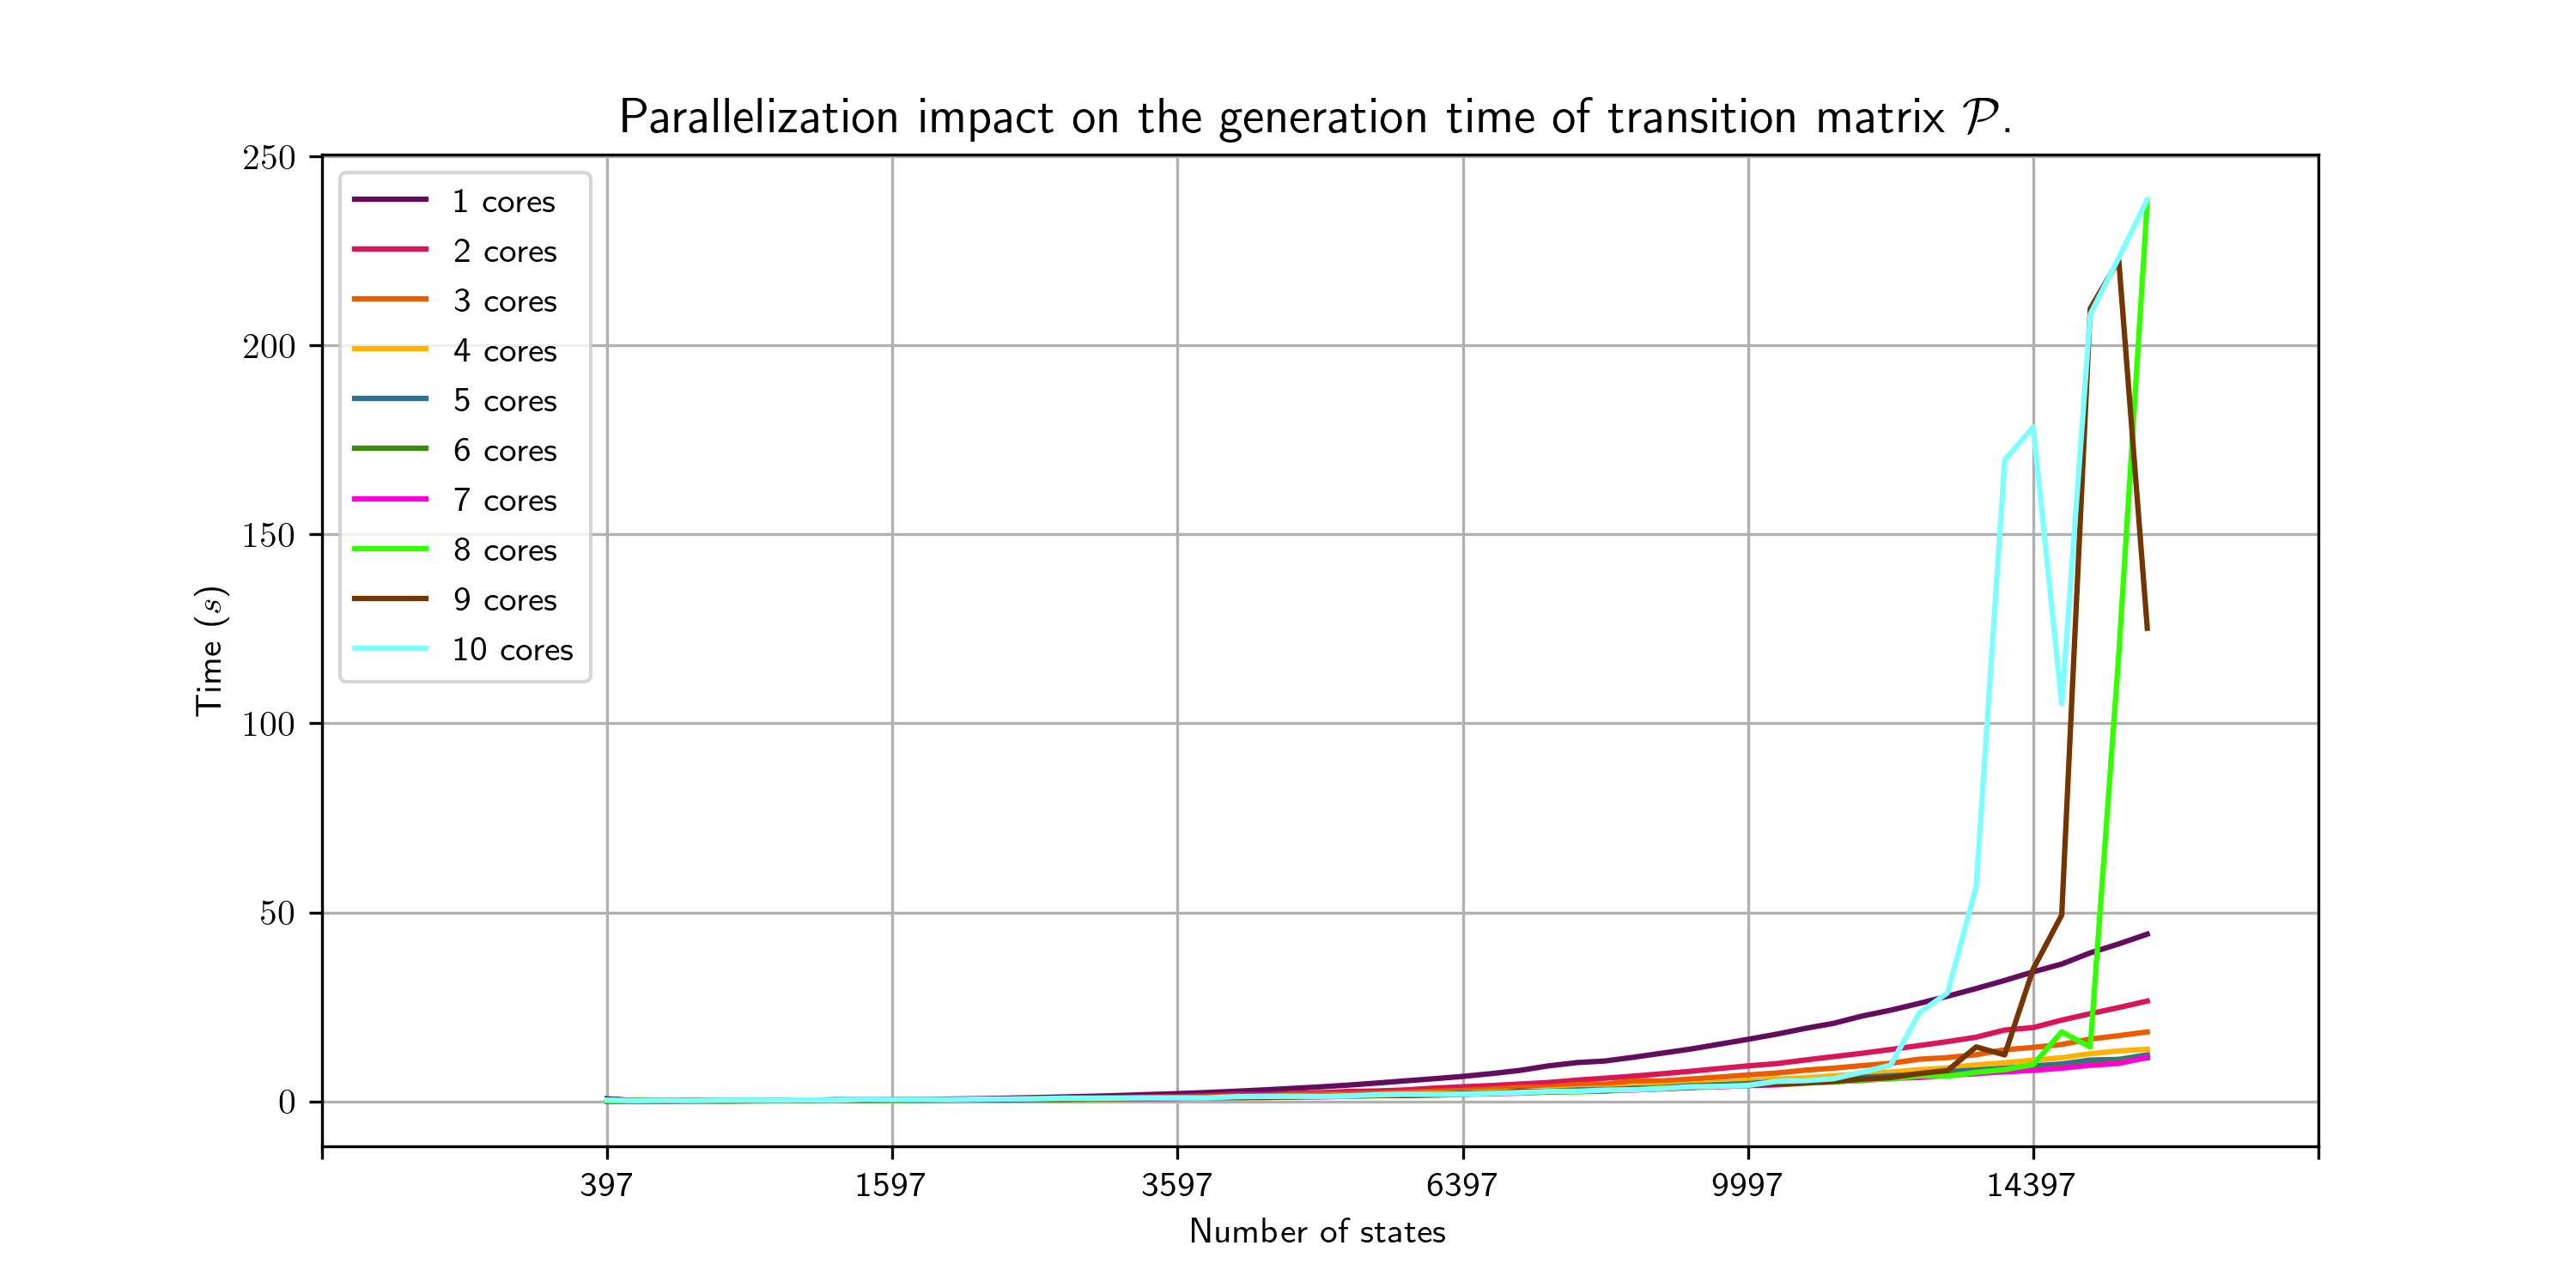 Parallelization impact on the generation time of transition matrix 𝒫.
250
200
150
100
50
0
Time (s)
1 cores
2 cores
3 cores
4 cores
5 cores
6 cores
7 cores
8 cores
9 cores
10 cores
397 1597 3597 6397 9997 14397
Number of states